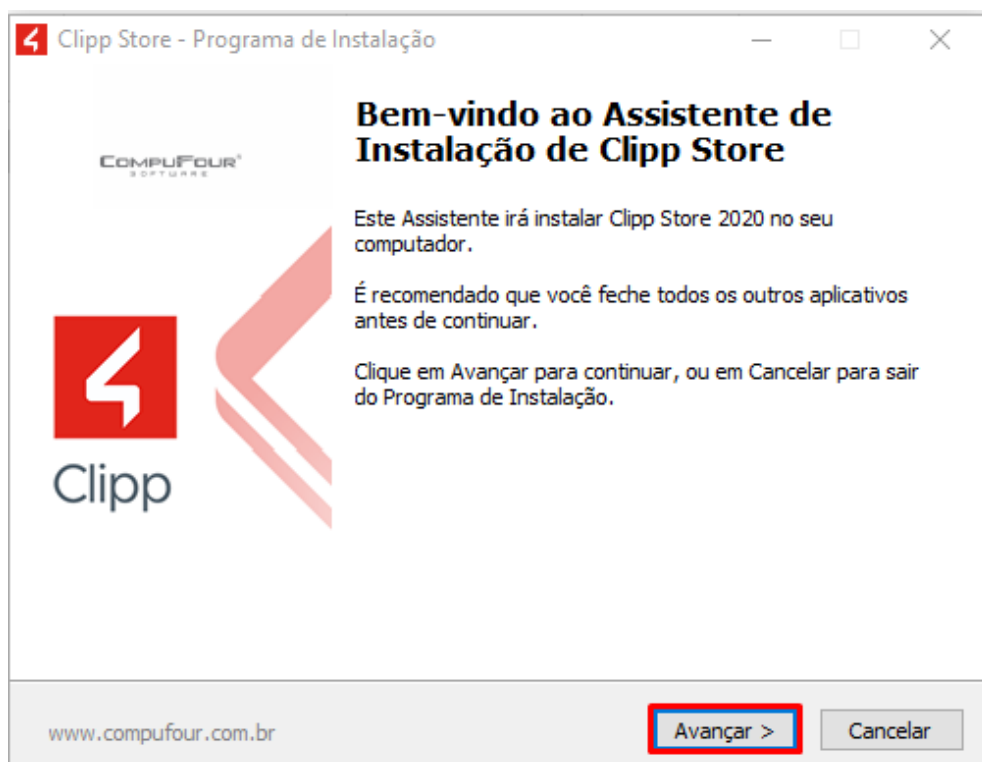 Clipp Store - Programa de Instalação
COMPUFOUR®
SOFTWARE
Bem-vindo ao Assistente de
Instalação de Clipp Store
Este Assistente irá instalar Clipp Store 2020 no seu
computador.
É recomendado que você feche todos os outros aplicativos
antes de continuar.
Clique em Avançar para continuar, ou em Cancelar para sair
do Programa de Instalação.
Clipp
www.compufour.com.br
Avançar >
Cancelar